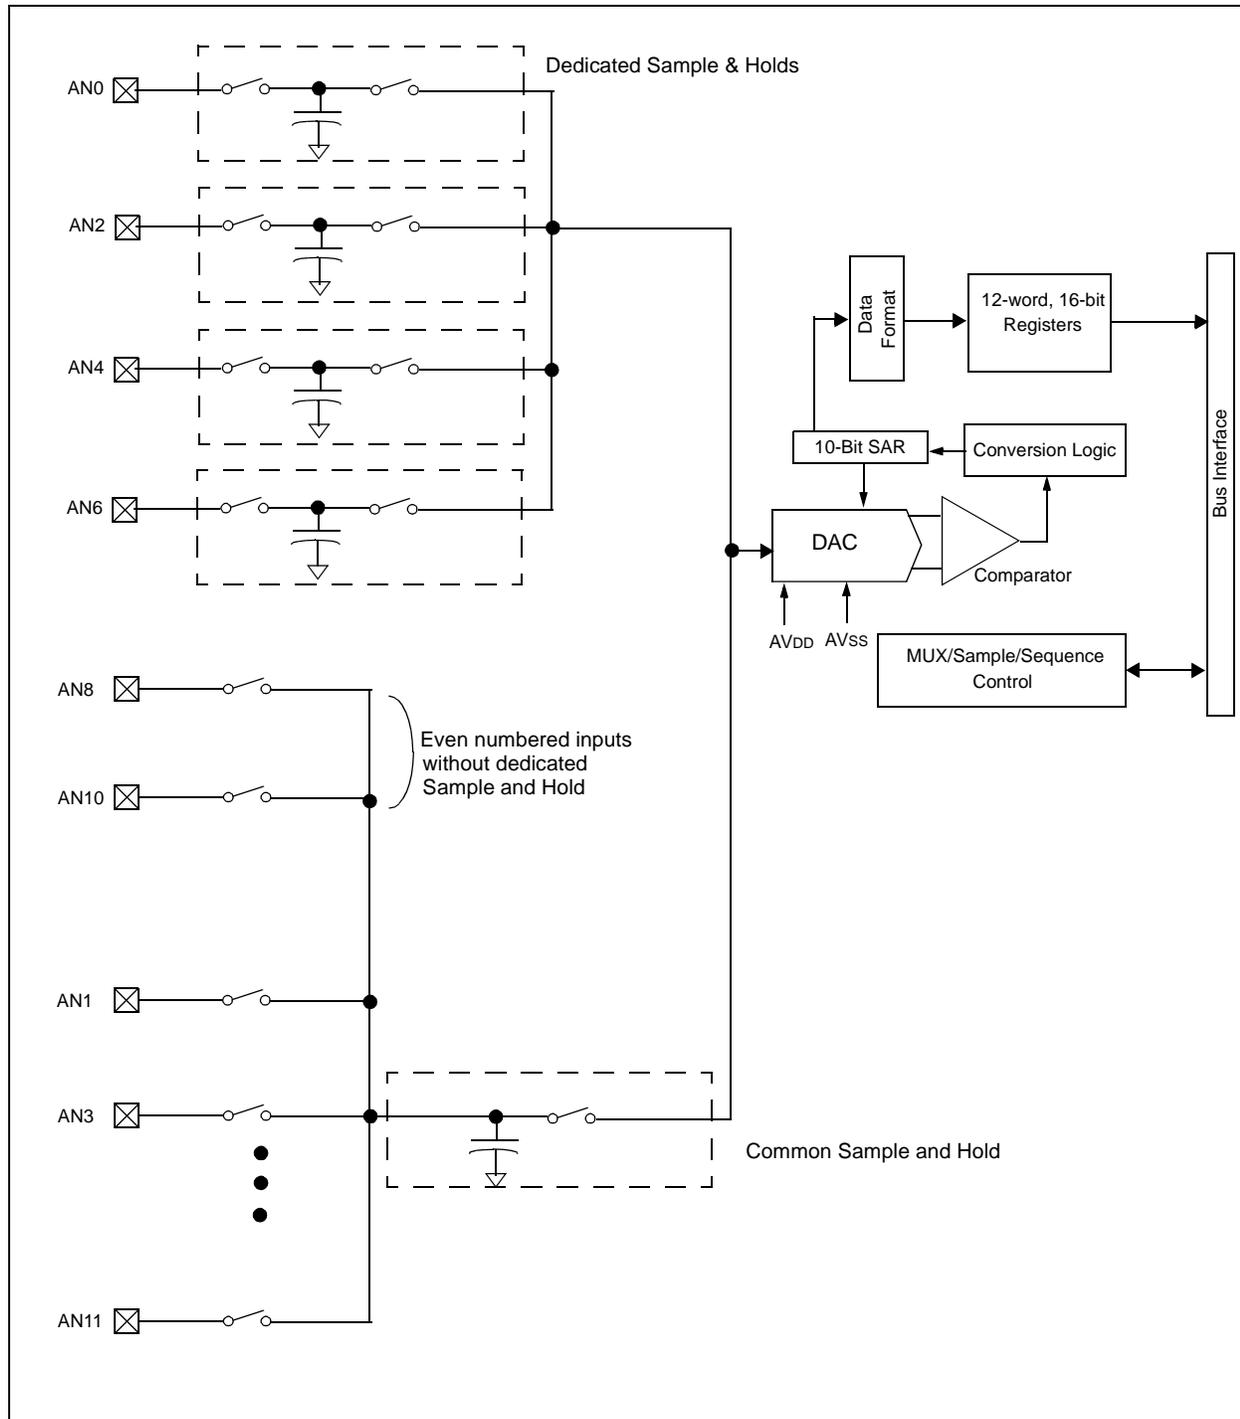 Dedicated Sample & Holds
AN0
AN2
AN4
AN6
Data
Format
12-word, 16-bit
Registers
10-Bit SAR
Conversion Logic
Bus Interface
DAC
Comparator
AVDD
AVSS
MUX/Sample/Sequence
Control
AN8
Even numbered inputs
without dedicated
Sample and Hold
AN10
AN1
AN3
Common Sample and Hold
AN11